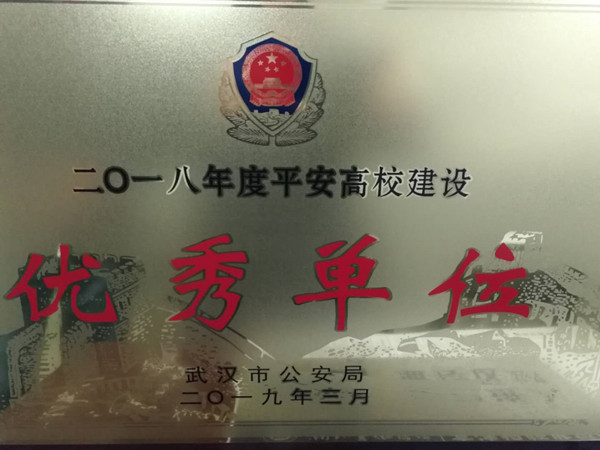 二〇一八年度平安高校建设
优秀单位
武汉市公安局
二〇一九年三月